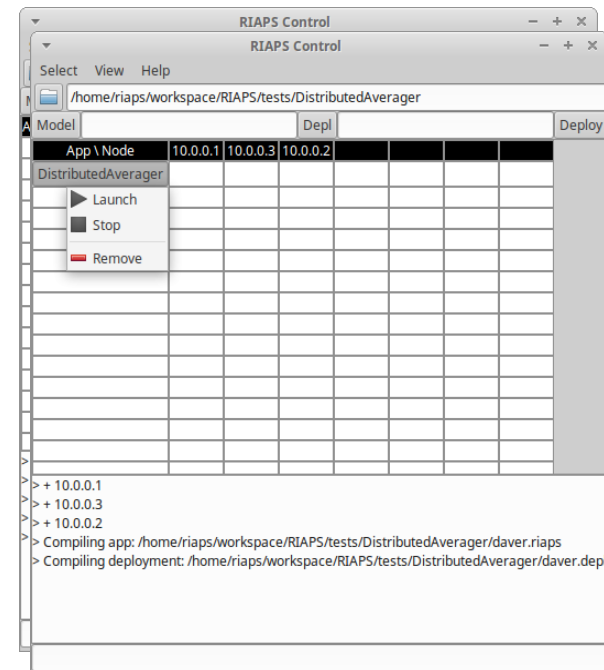 RIAPS Control
RIAPS Control
Select View Help
/home/riaps/workspace/RIAPS/tests/DistributedAverager
Model Depl Deploy
App \ Node 10.0.0.1 10.0.0.3 10.0.0.2
DistributedAverager
Launch
Stop
Remove
> + 10.0.0.1
> + 10.0.0.3
> + 10.0.0.2
> Compiling app: /home/riaps/workspace/RIAPS/tests/DistributedAverager/daver.riaps
> Compiling deployment: /home/riaps/workspace/RIAPS/tests/DistributedAverager/daver.dep